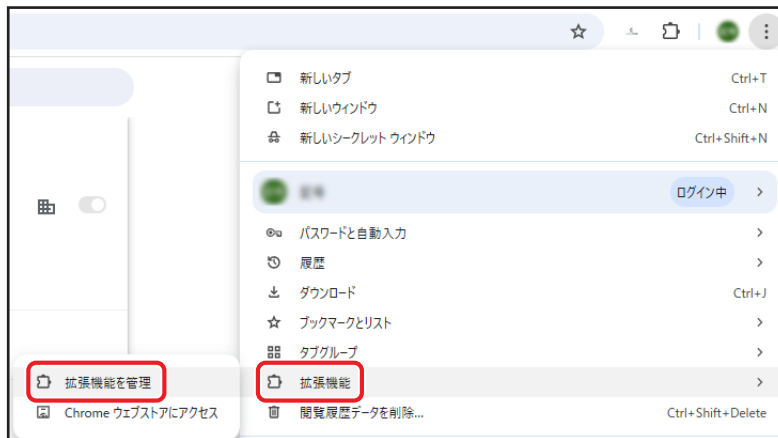 新しいタブ Ctrl+T
新しいウィンドウ Ctrl+N
新しいシークレット ウィンドウ Ctrl+Shift+N
ログイン中
パスワードと自動入力
履歴
ダウンロード Ctrl+J
ブックマークとリスト
タブグループ
拡張機能
閲覧履歴データを削除... Ctrl+Shift+Delete
拡張機能を管理
Chrome ウェブストアにアクセス